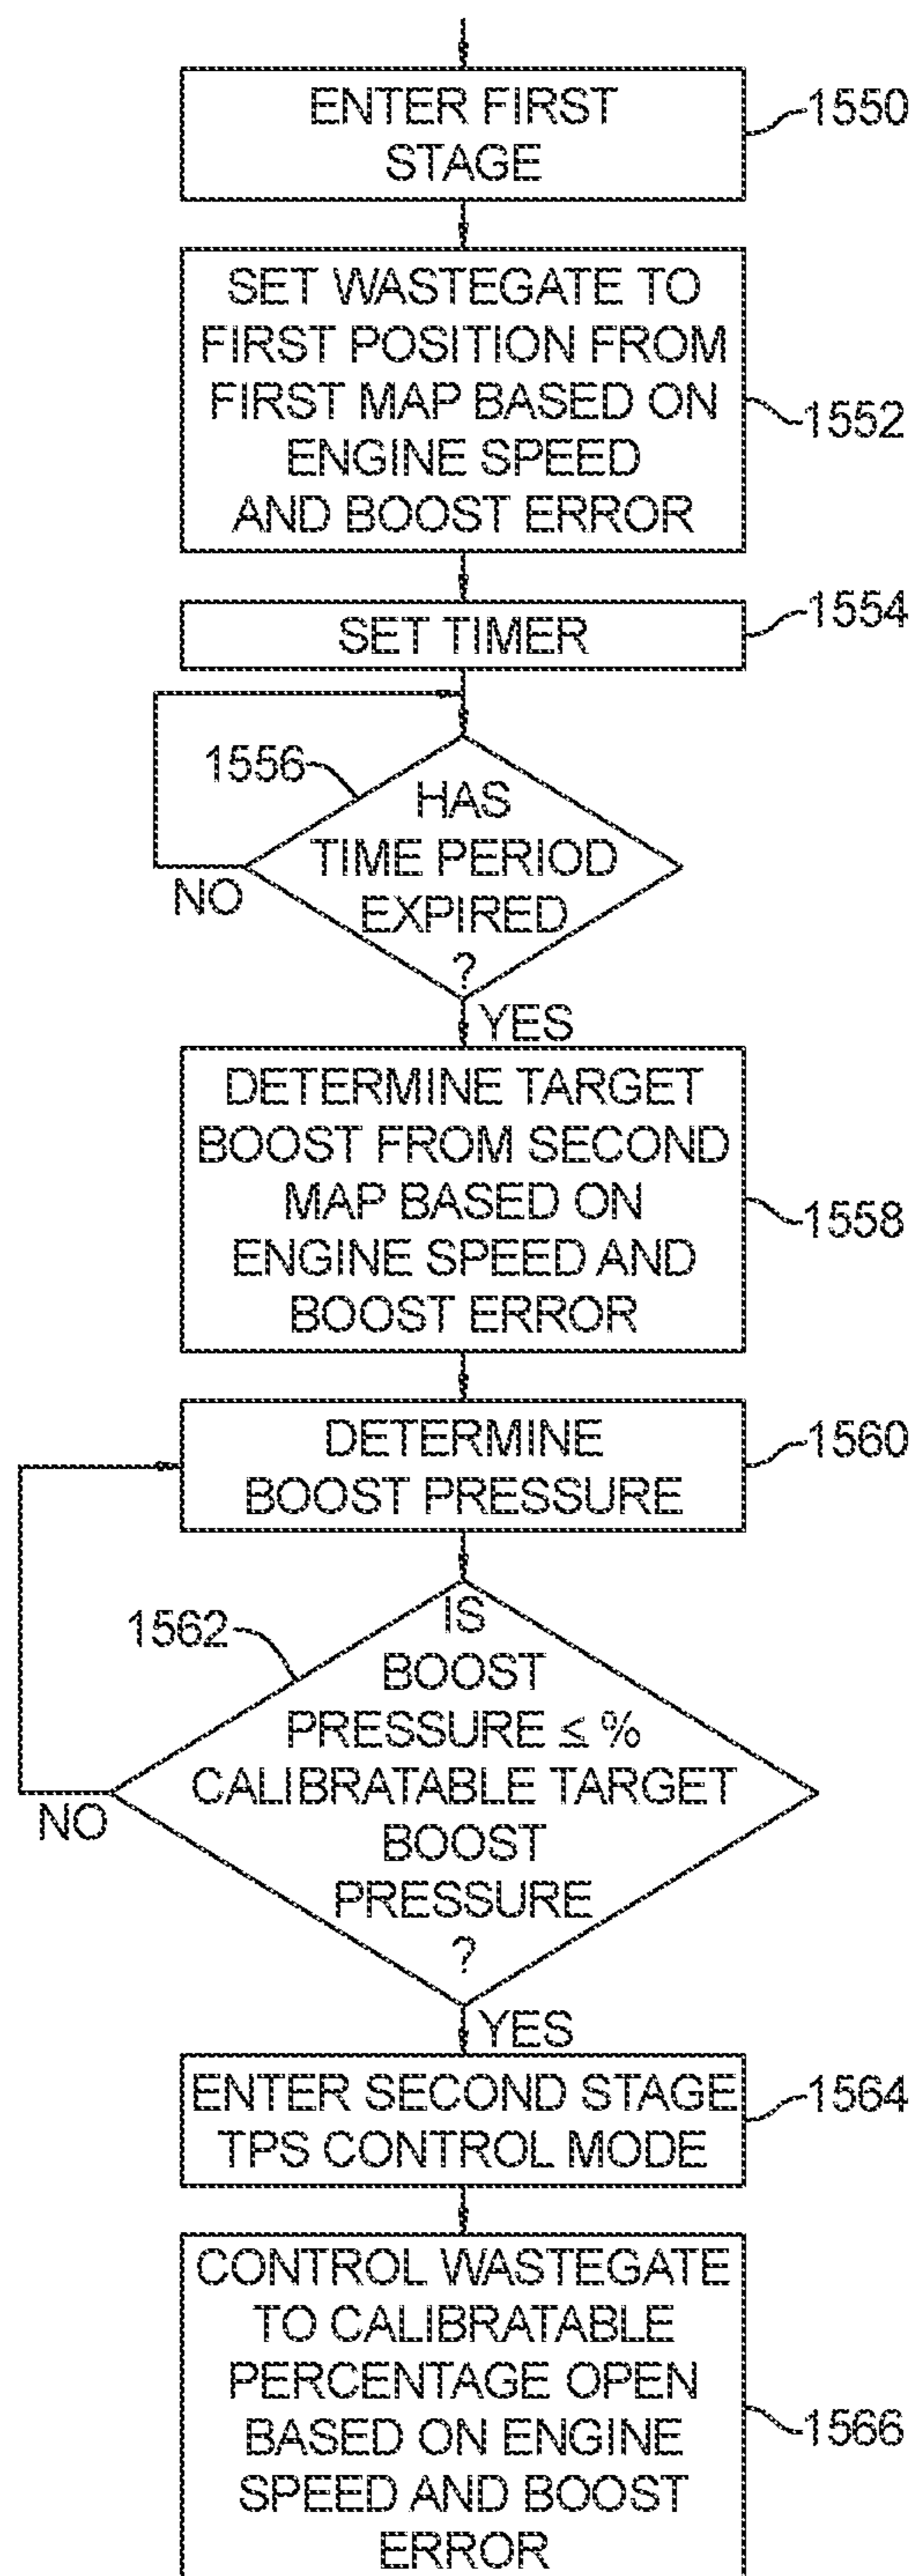 ENTER FIRST
STAGE
1550
SET WASTEGATE TO
FIRST POSITION FROM
FIRST MAP BASED ON
ENGINE SPEED
AND BOOST ERROR
1552
SET TIMER
1554
1556
HAS
TIME PERIOD
EXPIRED
?
NO
YES
DETERMINE TARGET
BOOST FROM SECOND
MAP BASED ON
ENGINE SPEED AND
BOOST ERROR
1558
DETERMINE
BOOST PRESSURE
1560
1562
IS
BOOST
PRESSURE ≤ %
CALIBRATABLE TARGET
BOOST
PRESSURE
?
NO
YES
ENTER SECOND STAGE
TPS CONTROL MODE
1564
CONTROL WASTEGATE
TO CALIBRATABLE
PERCENTAGE OPEN
BASED ON ENGINE
SPEED AND BOOST
ERROR
1566